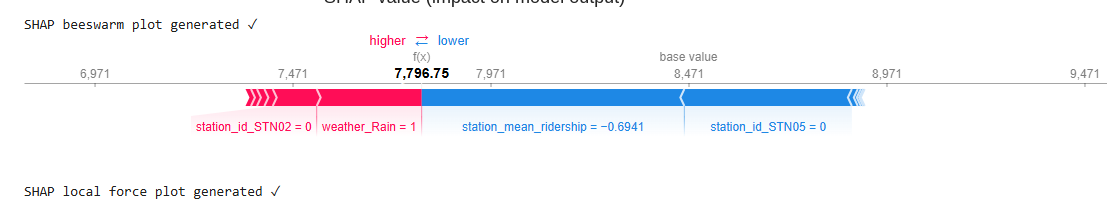 SHAP value (impact on model output)
SHAP beeswarm plot generated ✓
higher ⇄ lower
f(x) base value
6,971 7,471 7,796.75 7,971 8,471 8,971 9,471
station_id_STN02 = 0 weather_Rain = 1 station_mean_ridership = −0.6941 station_id_STN05 = 0
SHAP local force plot generated ✓